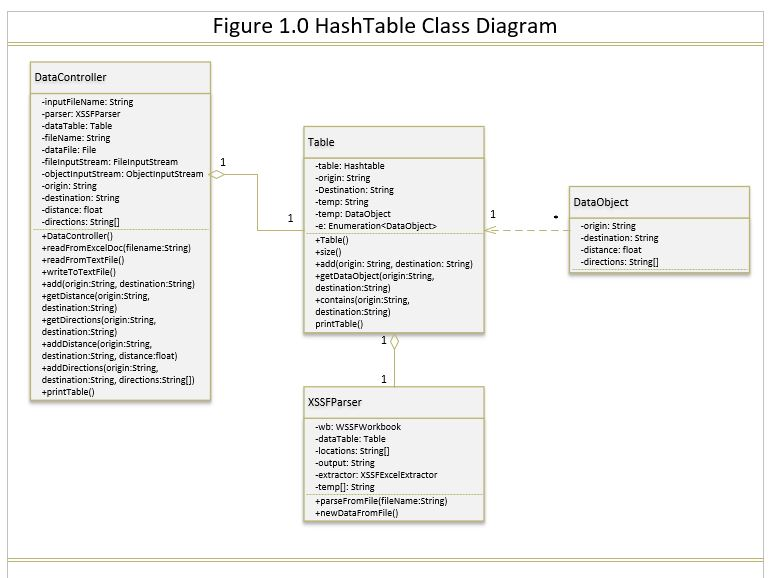 Figure 1.0 HashTable Class Diagram
DataController
-inputFileName: String
-parser: XSSFParser
-dataTable: Table
-fileName: String
-dataFile: File
-fileInputStream: FileInputStream
-objectInputStream: ObjectInputStream
-origin: String
-destination: String
-distance: float
-directions: String[]
+DataController()
+readFromExcelDoc(filename:String)
+readFromTextFile()
+writeToTextFile()
+add(origin:String, destination:String)
+getDistance(origin:String,
destination:String)
+getDirections(origin:String,
destination:String)
+addDistance(origin:String,
destination:String, distance:float)
+addDirections(origin:String,
destination:String, directions:String[])
+printTable()
1
1
Table
-table: Hashtable
-origin: String
-Destination: String
-temp: String
-temp: DataObject
-e: Enumeration<DataObject>
+Table()
+size()
+add(origin: String, destination: String)
+getDataObject(origin:String,
destination:String)
+contains(origin:String,
destination:String)
printTable()
1
*
DataObject
-origin: String
-destination: String
-distance: float
-directions: String[]
1
1
XSSFParser
-wb: WSSFWorkbook
-dataTable: Table
-locations: String[]
-output: String
-extractor: XSSFExcelExtractor
-temp[]: String
+parseFromFile(fileName:String)
+newDataFromFile()